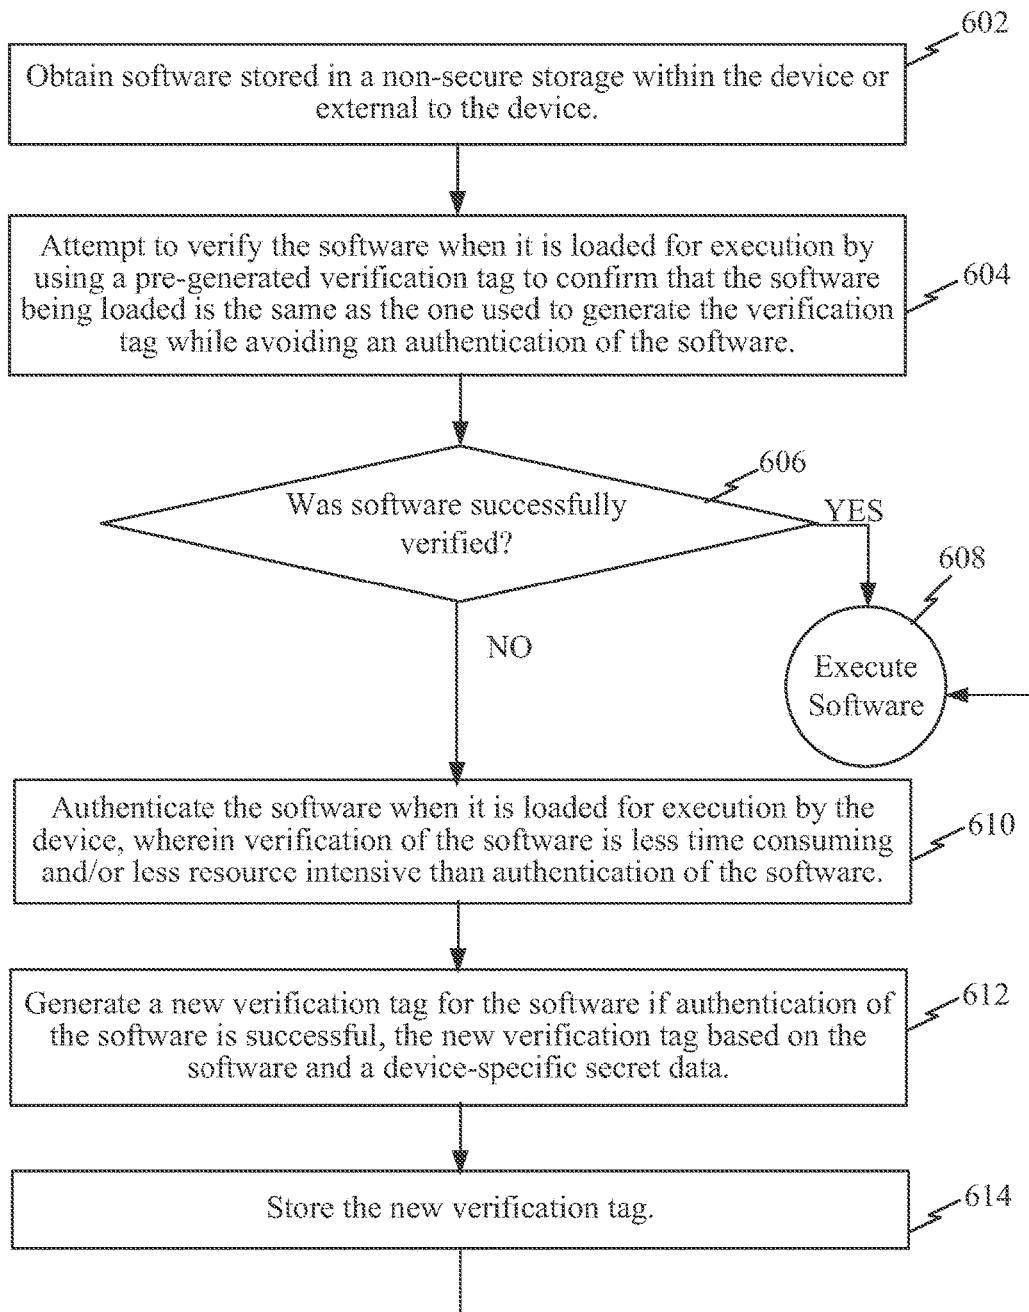 602
Obtain software stored in a non-secure storage within the device or
external to the device.
Attempt to verify the software when it is loaded for execution by
using a pre-generated verification tag to confirm that the software
being loaded is the same as the one used to generate the verification
tag while avoiding an authentication of the software.
604
606
Was software successfully
verified?
YES
608
NO
Execute
Software
Authenticate the software when it is loaded for execution by the
device, wherein verification of the software is less time consuming
and/or less resource intensive than authentication of the software.
610
Generate a new verification tag for the software if authentication of
the software is successful, the new verification tag based on the
software and a device-specific secret data.
612
Store the new verification tag.
614